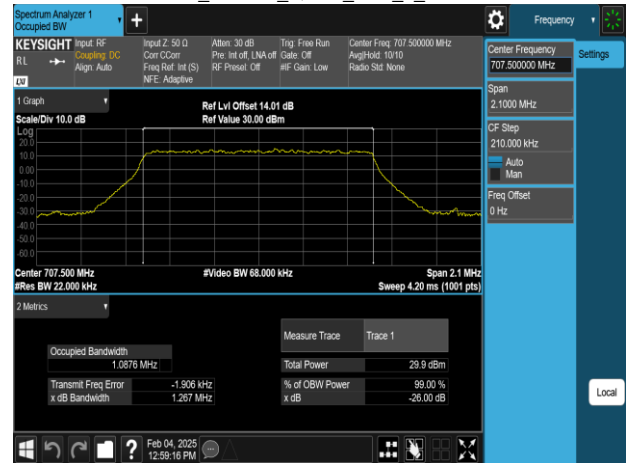 Spectrum Analyzer 1
Occupied BW
Frequency
KEYSIGHT
RL
LXI
Input: RF
Coupling: DC
Align: Auto
Input Z: 50 Ω
Corr CCorr
Freq Ref: Int (S)
NFE: Adaptive
Atten: 30 dB
Pre: Int off, LNA off
RF Presel: Off
Trig: Free Run
Gate: Off
#IF Gain: Low
Center Freq: 707.500000 MHz
Avg|Hold: 10/10
Radio Std: None
Center Frequency
707.500000 MHz
Settings
Span
2.1000 MHz
CF Step
210.000 kHz
Auto
Man
Freq Offset
0 Hz
1 Graph
Scale/Div 10.0 dB
Ref Lvl Offset 14.01 dB
Ref Value 30.00 dBm
Log
20.0
10.0
0.00
-10.0
-20.0
-30.0
-40.0
-50.0
-60.0
Center 707.500 MHz
#Video BW 68.000 kHz
Span 2.1 MHz
#Res BW 22.000 kHz
Sweep 4.20 ms (1001 pts)
2 Metrics
Measure Trace
Trace 1
Occupied Bandwidth
1.0876 MHz
Total Power
29.9 dBm
Transmit Freq Error
-1.906 kHz
% of OBW Power
99.00 %
x dB Bandwidth
1.267 MHz
x dB
-26.00 dB
Local
?
Feb 04, 2025
12:59:16 PM